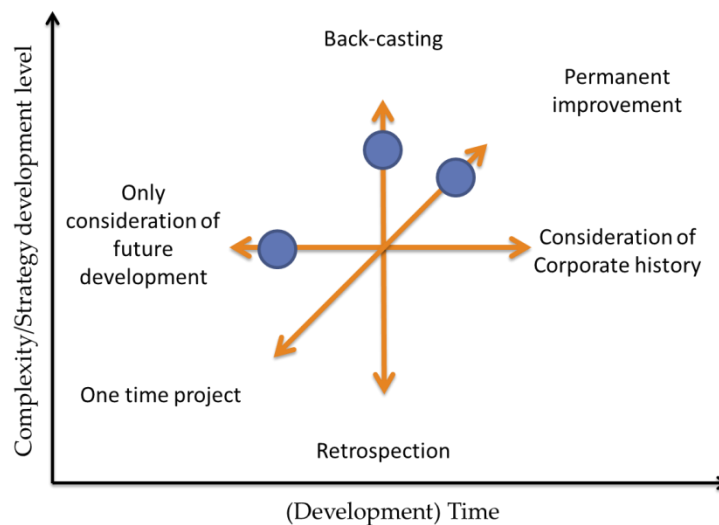 Complexity/Strategy development level
Back-casting
Permanent
improvement
Only
consideration of
future
development
Consideration of
Corporate history
One time project
Retrospection
(Development) Time